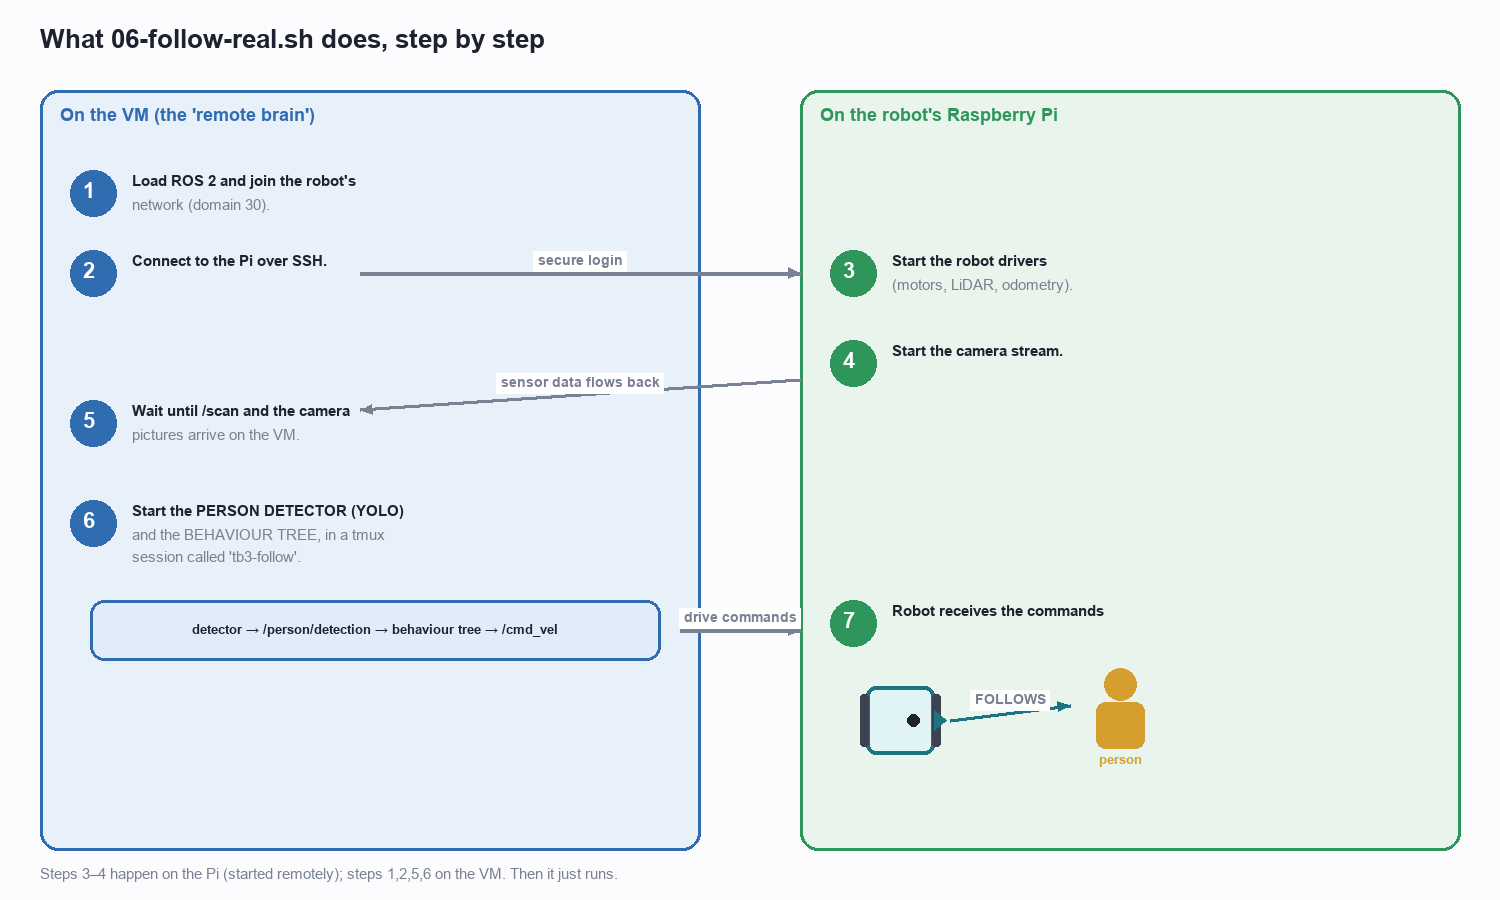 What 06-follow-real.sh does, step by step
On the VM (the 'remote brain')
1
Load ROS 2 and join the robot's
network (domain 30).
2
Connect to the Pi over SSH.
secure login
On the robot's Raspberry Pi
3
Start the robot drivers
(motors, LiDAR, odometry).
4
Start the camera stream.
sensor data flows back
5
Wait until /scan and the camera
pictures arrive on the VM.
6
Start the PERSON DETECTOR (YOLO)
and the BEHAVIOUR TREE, in a tmux
session called 'tb3-follow'.
detector → /person/detection → behaviour tree → /cmd_vel
drive commands
7
Robot receives the commands
FOLLOWS
person
Steps 3–4 happen on the Pi (started remotely); steps 1,2,5,6 on the VM. Then it just runs.